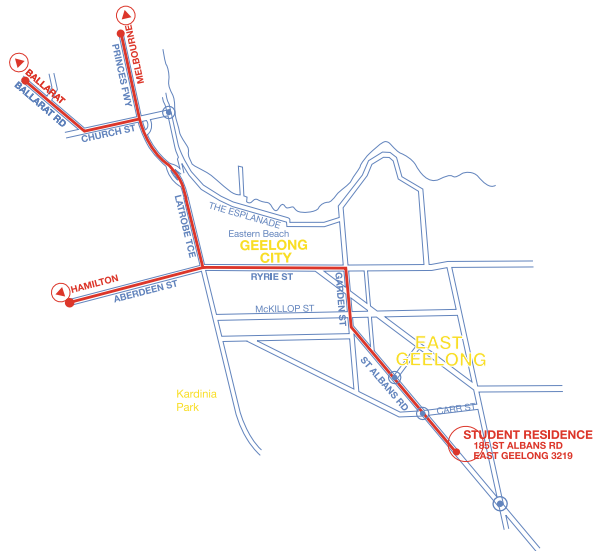 MELBOURNE
PRINCES FWY
BALLARAT
BALLARAT RD
CHURCH ST
LATROBE TCE
THE ESPLANADE
Eastern Beach
GEELONG
CITY
HAMILTON
ABERDEEN ST
RYRIE ST
GARDEN ST
McKILLOP ST
EAST
GEELONG
ST ALBANS RD
Kardinia
Park
CARR ST
STUDENT RESIDENCE
185 ST ALBANS RD
EAST GEELONG 3219